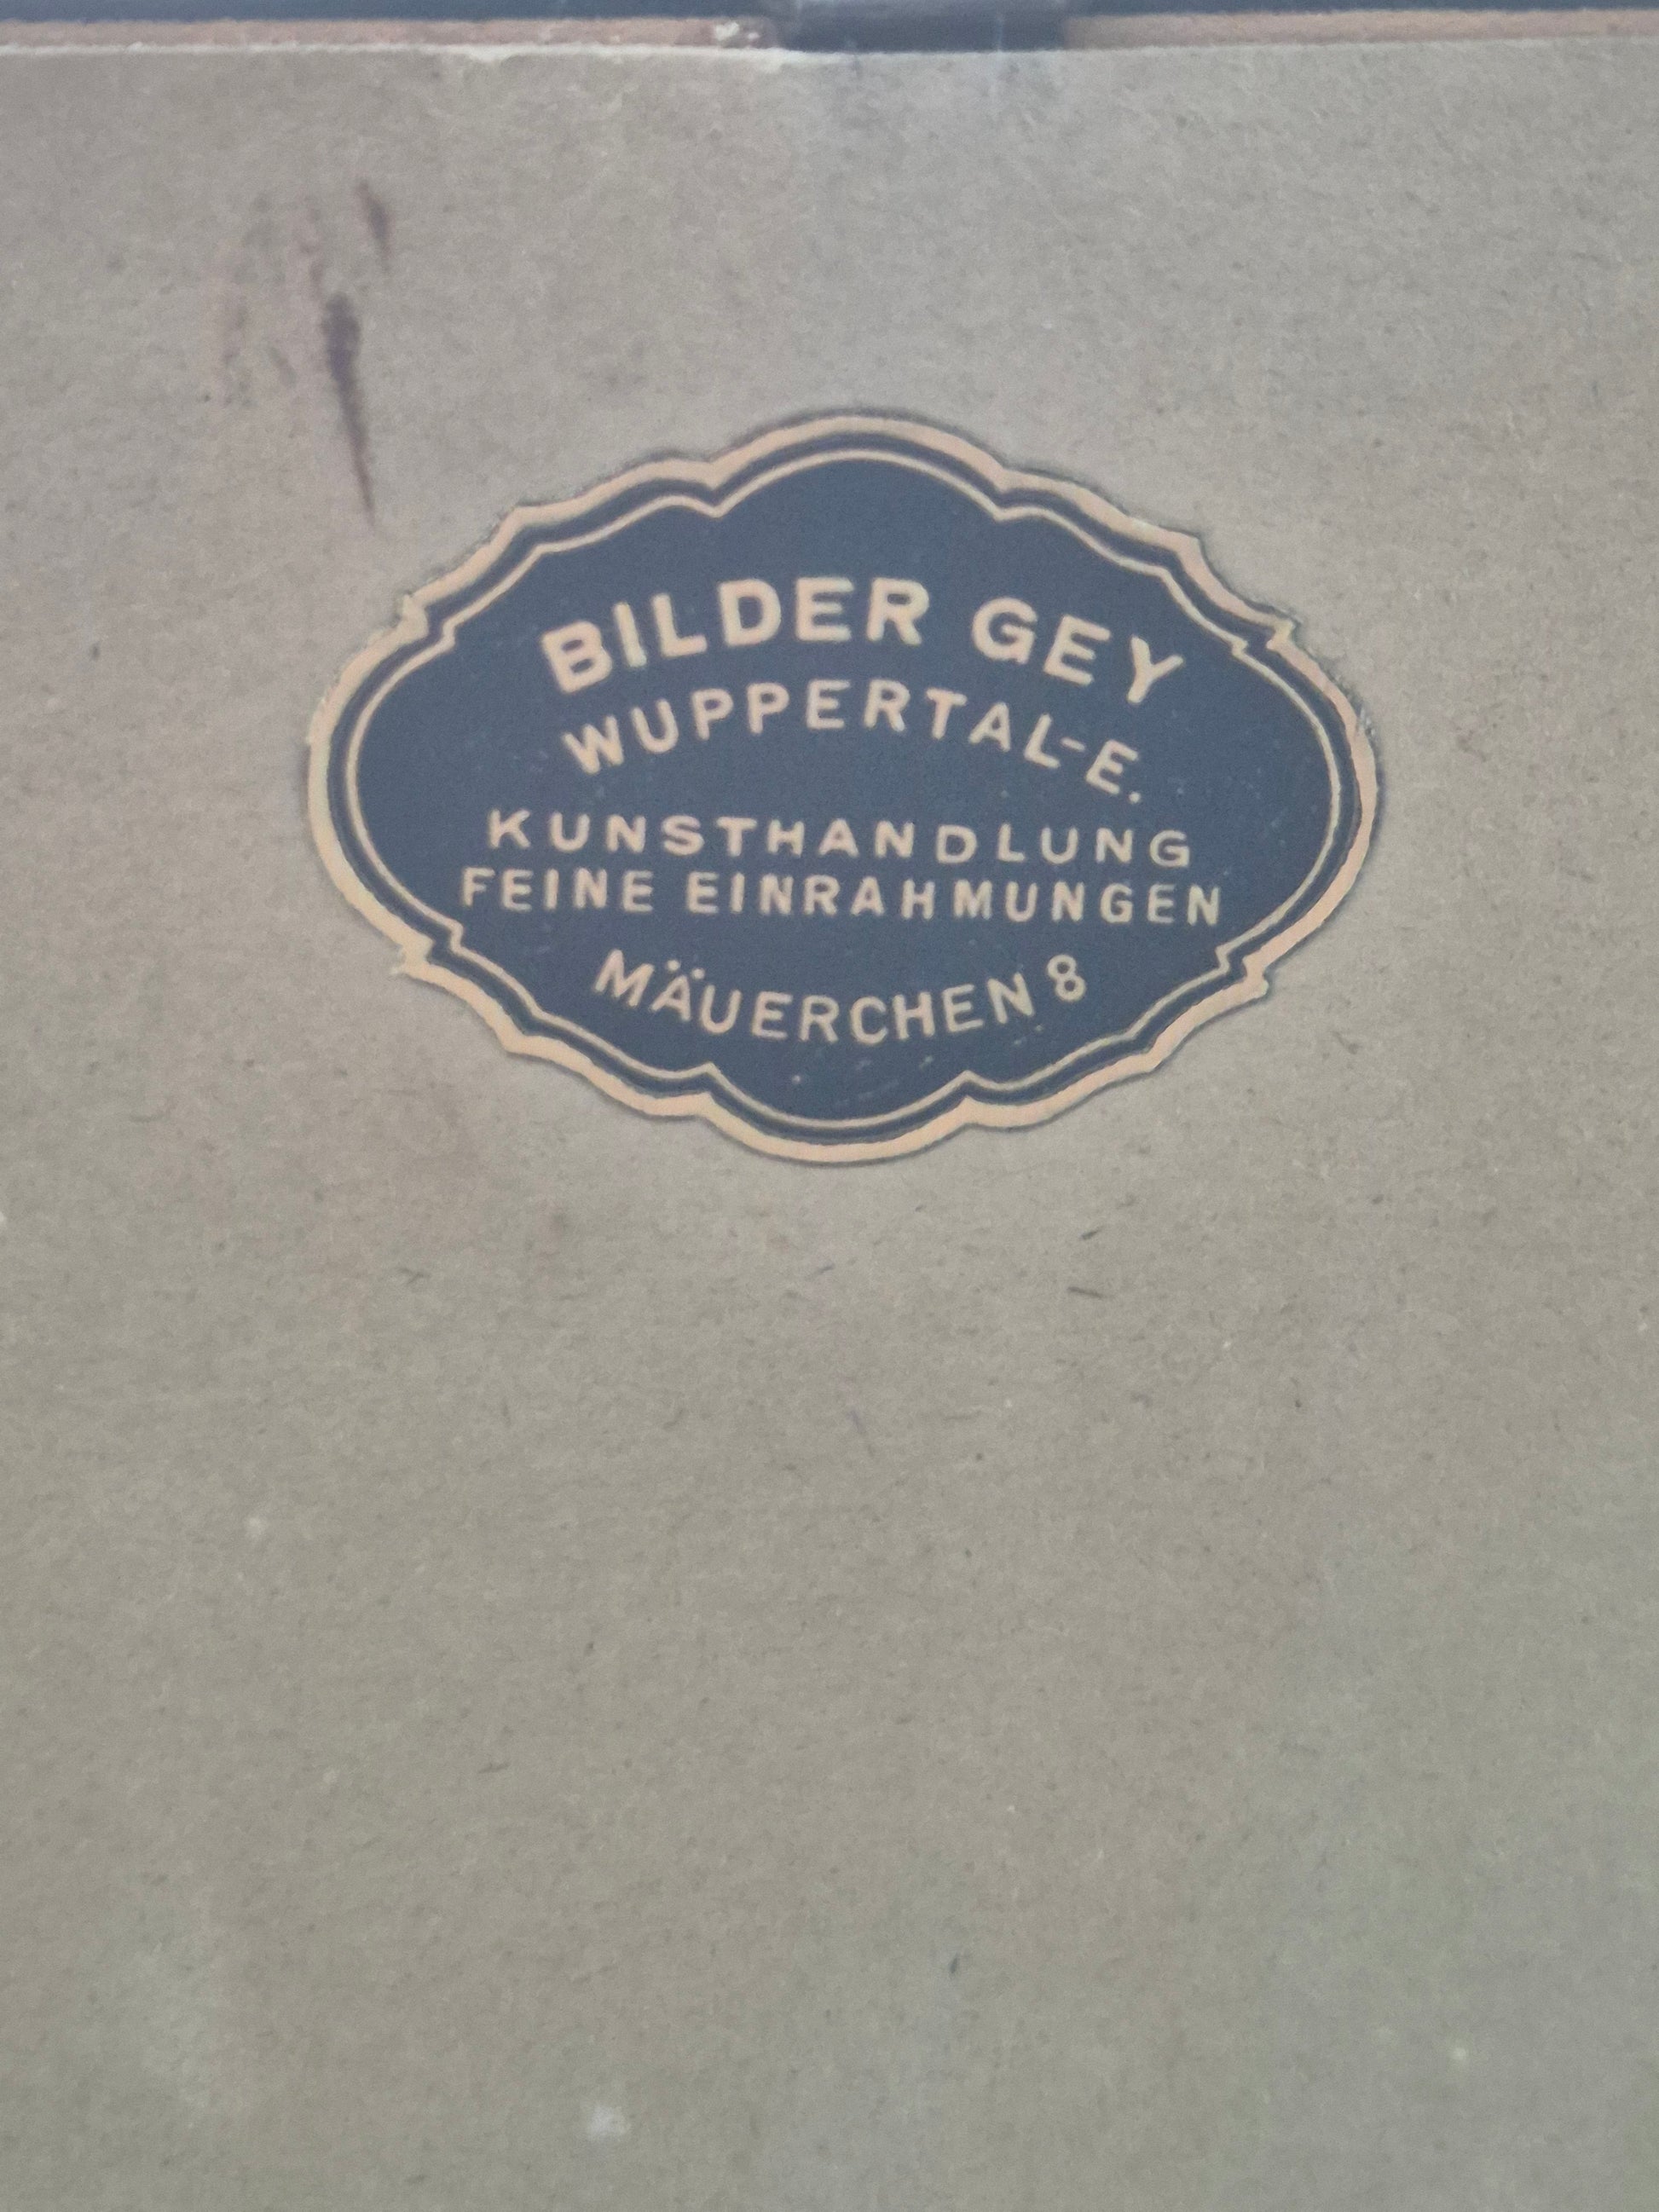 BILDER GEY
WUPPERTAL-E.
KUNSTHANDLUNG
FEINE EINRAHMUNGEN
MÄUERCHEN 8